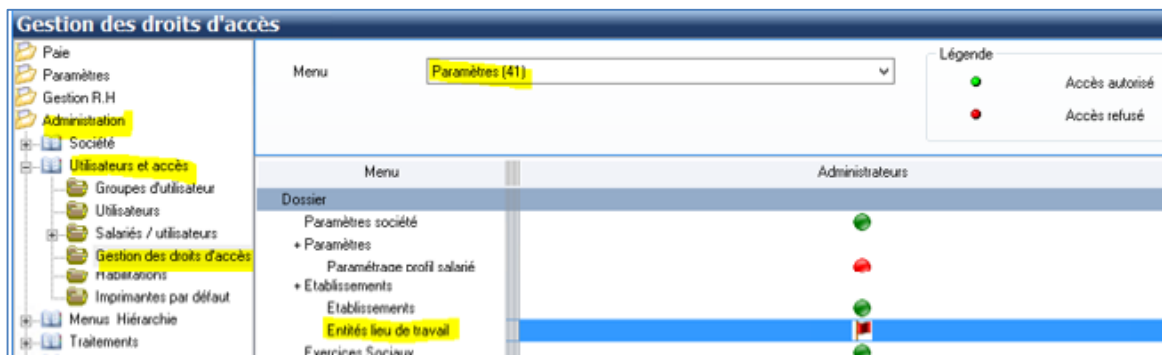 Gestion des droits d'accès
Paie
Paramètres
Gestion R.H
Administration
Société
Utilisateurs et accès
Groupes d'utilisateur
Utilisateurs
Salariés / utilisateurs
Gestion des droits d'accès
Habilitations
Imprimantes par défaut
Menus Hiérarchie
Traitements
Menu
Paramètres (41)
Légende
Accès autorisé
Accès refusé
Menu
Administrateurs
Dossier
Paramètres société
+ Paramètres
Paramétrage profil salarié
+ Etablissements
Etablissements
Entités lieu de travail
Exercices Sociaux